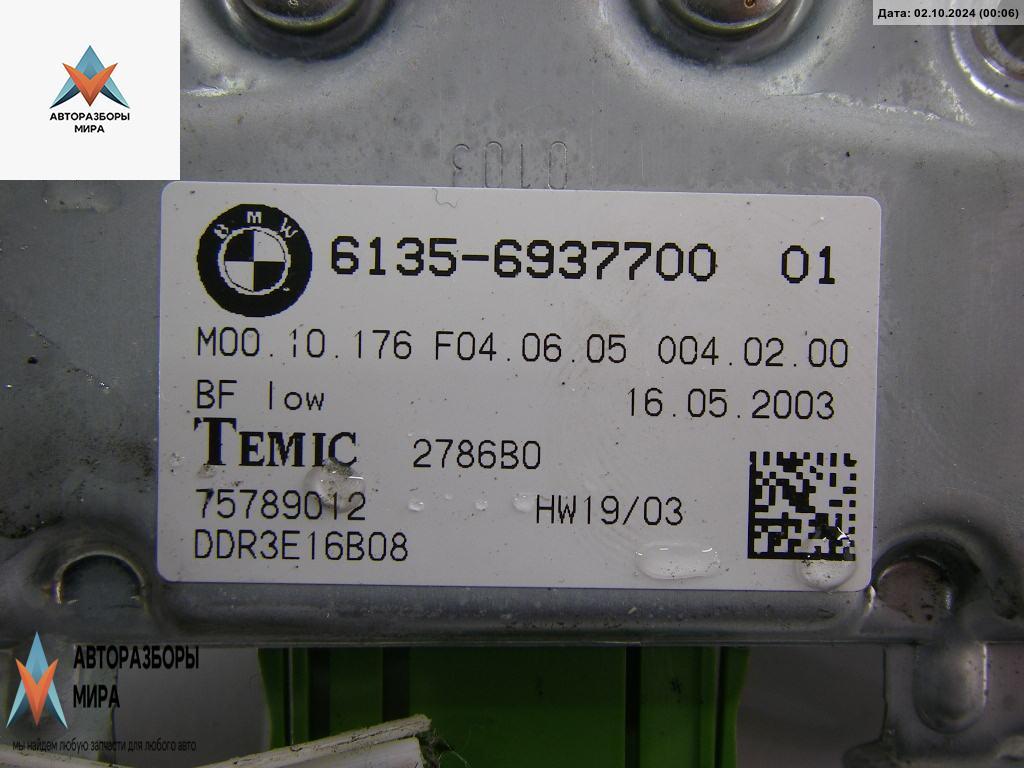 Дата: 02.10.2024 (00:06)
АВТОРАЗБОРЫ
МИРА
BMW
6135-6937700 01
M00.10.176 F04.06.05 004.02.00
BF low 16.05.2003
TEMIC 2786B0
75789012 HW19/03
DDR3E16B08
АВТОРАЗБОРЫ
МИРА
мы найдем любую запчасти для любого авто